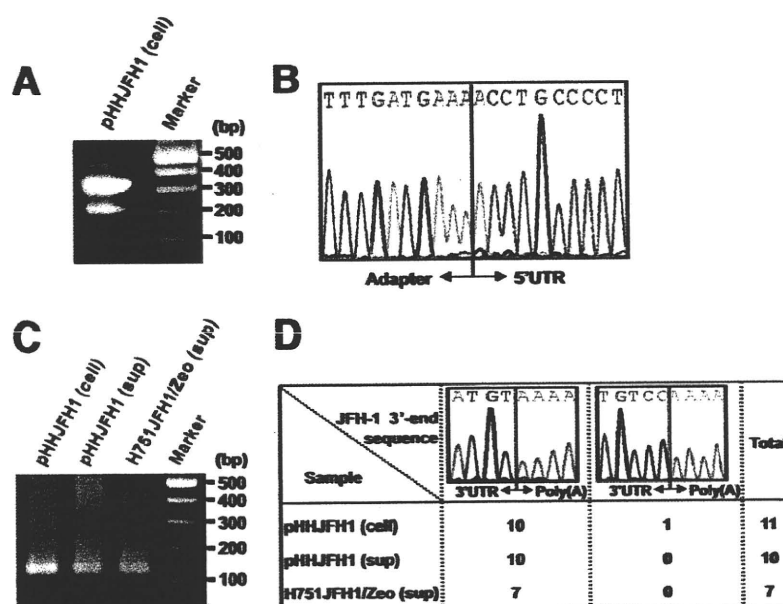 A
pHHJFH1 (cell)
Marker
(bp)
500
400
300
200
100
B
TTTGATGAAAACCTGCCCCT
Adapter
5'UTR
C
pHHJFH1 (cell)
pHHJFH1 (sup)
H751JFH1/Zeo (sup)
Marker
(bp)
500
400
300
200
100
D
JFH-1 3'-end
sequence
Sample
ATGTAAAA
3'UTR Poly(A)
TGTCCAAAA
3'UTR Poly(A)
Total
pHHJFH1 (cell) 10 1 11
pHHJFH1 (sup) 10 0 10
H751JFH1/Zeo (sup) 7 0 7